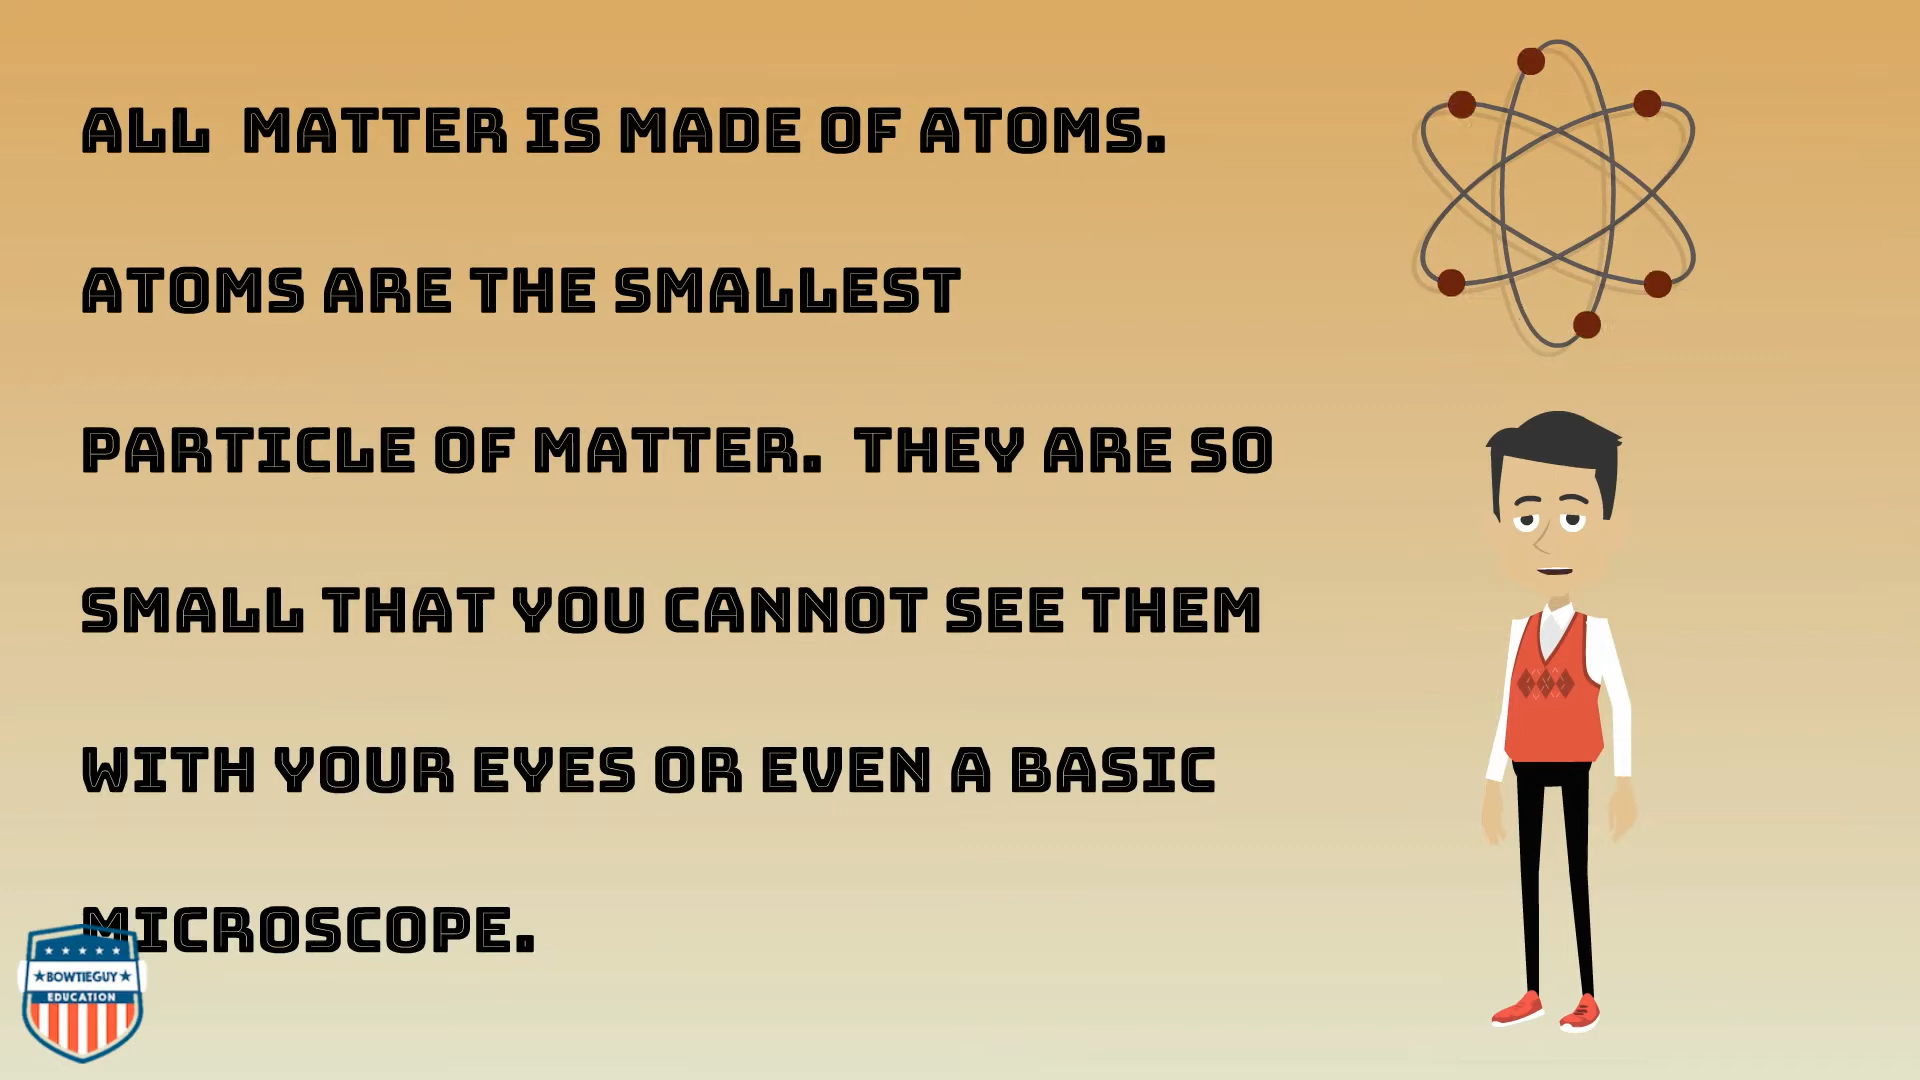 ALL MATTER IS MADE OF ATOMS.
ATOMS ARE THE SMALLEST
PARTICLE OF MATTER. THEY ARE SO
SMALL THAT YOU CANNOT SEE THEM
WITH YOUR EYES OR EVEN A BASIC
MICROSCOPE.
BOWTIEGUY
EDUCATION